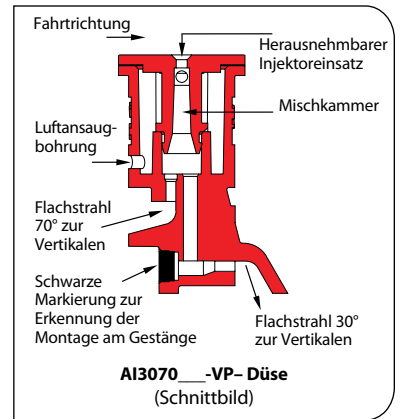 Fahrtrichtung
Herausnehmbarer
Injektoreinsatz
Mischkammer
Luftansaug-
bohrung
Flachstrahl
70° zur
Vertikalen
Schwarze
Markierung zur
Erkennung der
Montage am Gestänge
Flachstrahl 30°
zur Vertikalen
AI3070___-VP– Düse
(Schnittbild)